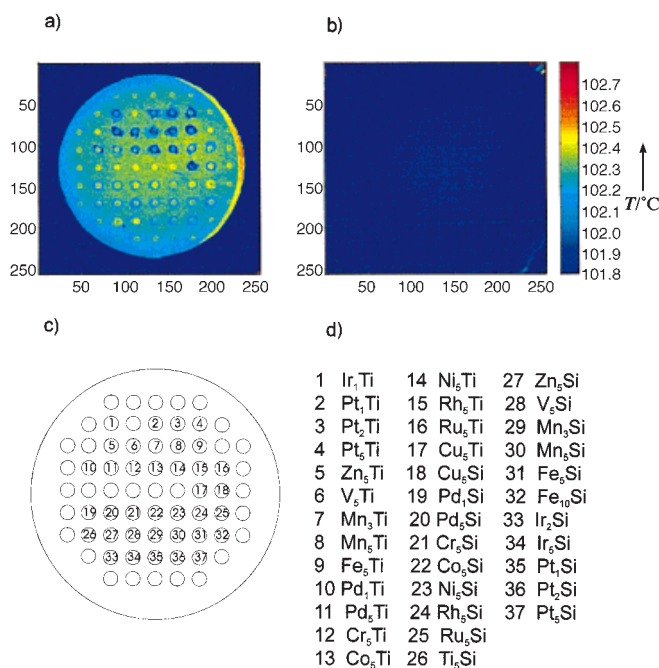 a)
b)
50
100
150
200
250
50 100 150 200 250
50
100
150
200
250
50 100 150 200 250
102.7
102.6
102.5
102.4
102.3
102.2
102.1
102.0
101.9
101.8
T/°C
c)
1 2 3 4
5 6 7 8 9
10 11 12 13 14 15 16
17 18
19 20 21 22 23 24 25
26 27 28 29 30 31 32
33 34 35 36 37
d)
1 Ir₁Ti 14 Ni₅Ti 27 Zn₅Si
2 Pt₁Ti 15 Rh₅Ti 28 V₅Si
3 Pt₂Ti 16 Ru₅Ti 29 Mn₃Si
4 Pt₅Ti 17 Cu₅Ti 30 Mn₅Si
5 Zn₅Ti 18 Cu₅Si 31 Fe₅Si
6 V₅Ti 19 Pd₁Si 32 Fe₁₀Si
7 Mn₃Ti 20 Pd₅Si 33 Ir₂Si
8 Mn₅Ti 21 Cr₅Si 34 Ir₅Si
9 Fe₅Ti 22 Co₅Si 35 Pt₁Si
10 Pd₁Ti 23 Ni₅Si 36 Pt₂Si
11 Pd₅Ti 24 Rh₅Si 37 Pt₅Si
12 Cr₅Ti 25 Ru₅Si
13 Co₅Ti 26 Ti₅Si